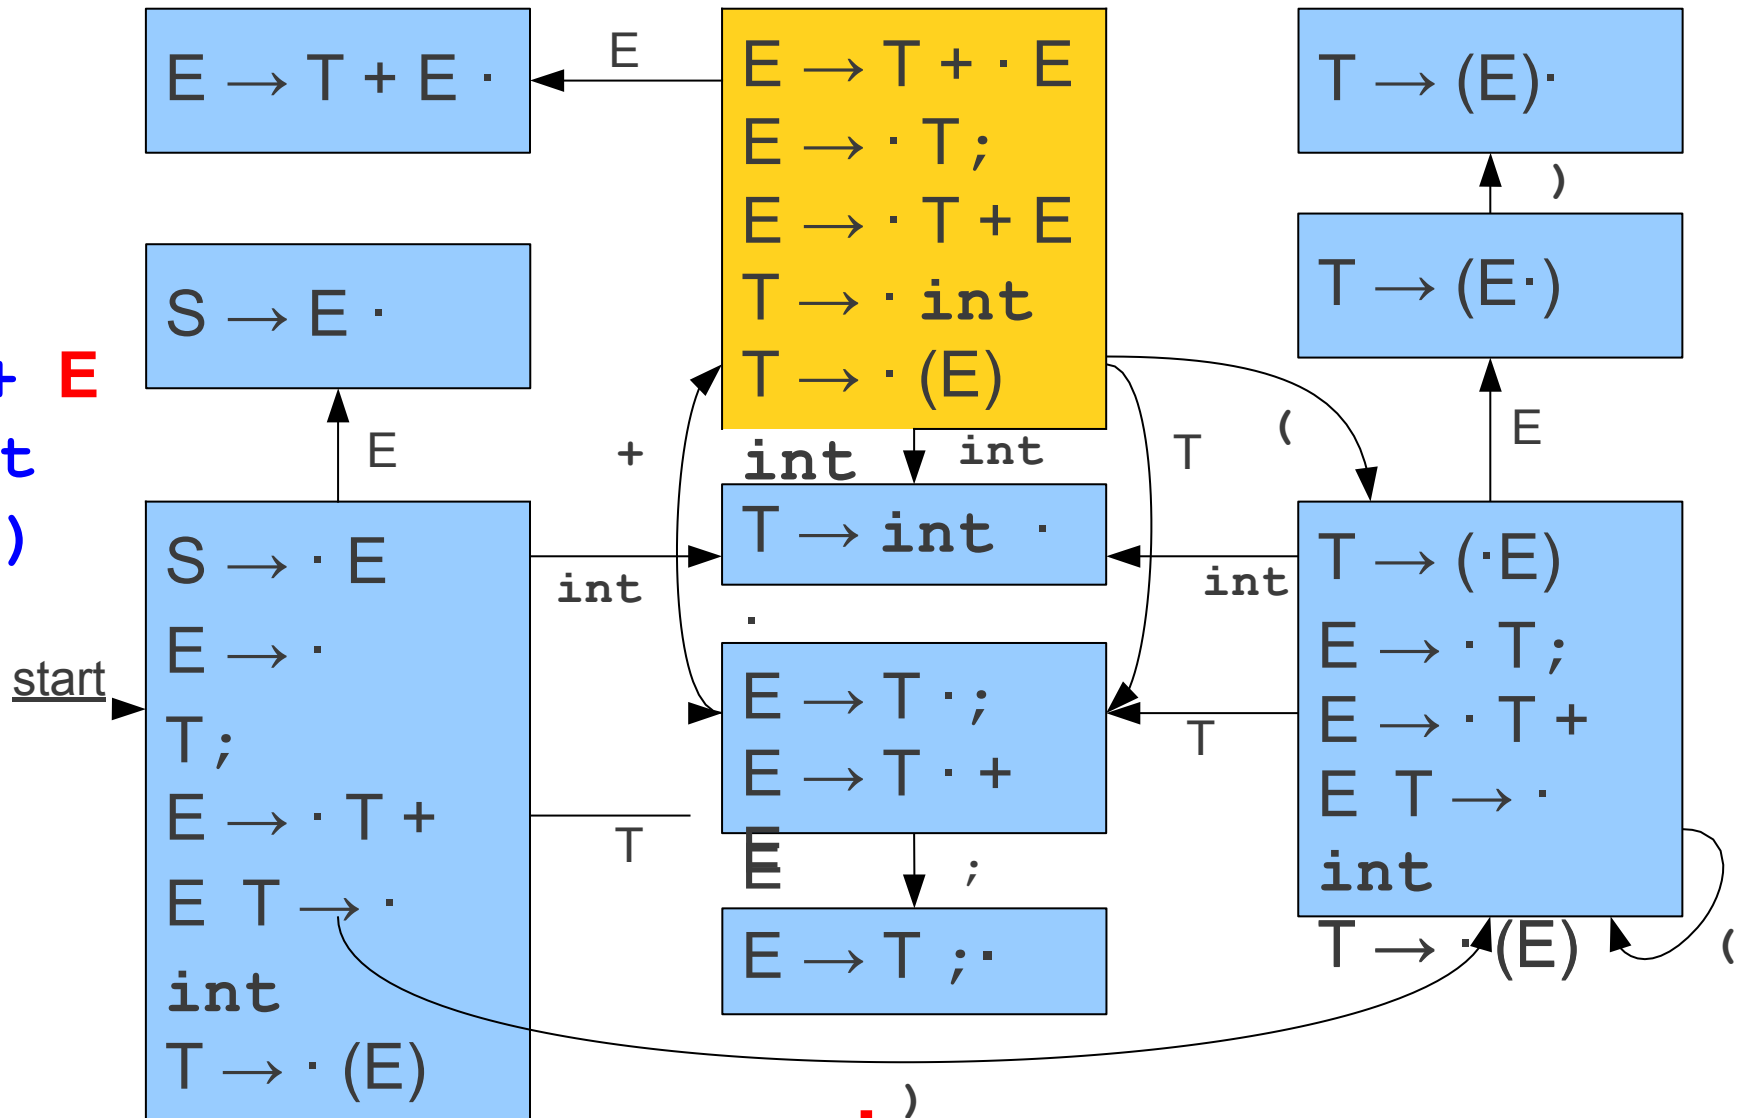 E → T + E ·
E
E → T + · E
E → · T ;
E → · T + E
T → · int
T → · (E)
int
T → (E)·
)
T → (E·)
S → E ·
+ E
t
)
E
+
int
T
(
E
T → int ·
·
int
int
start
S → · E
E → ·
T ;
E → · T +
E T → ·
int
T → · (E)
T
E → T · ;
E → T · +
E
;
E → T ; ·
T
T → (·E)
E → · T ;
E → · T +
E T → ·
int
T → · (E)
(
)